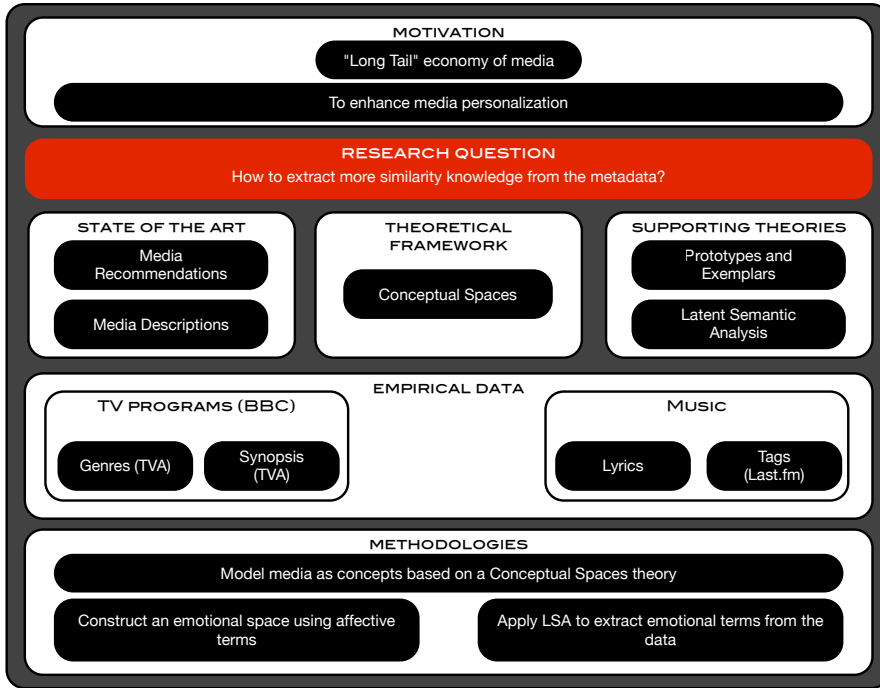 MOTIVATION
"Long Tail" economy of media
To enhance media personalization
RESEARCH QUESTION
How to extract more similarity knowledge from the metadata?
STATE OF THE ART
Media
Recommendations
Media Descriptions
THEORETICAL
FRAMEWORK
Conceptual Spaces
SUPPORTING THEORIES
Prototypes and
Exemplars
Latent Semantic
Analysis
EMPIRICAL DATA
TV PROGRAMS (BBC)
Genres (TVA)
Synopsis
(TVA)
MUSIC
Lyrics
Tags
(Last.fm)
METHODOLOGIES
Model media as concepts based on a Conceptual Spaces theory
Construct an emotional space using affective
terms
Apply LSA to extract emotional terms from the
data